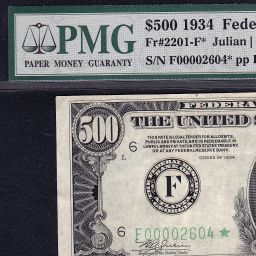 PMG
PAPER MONEY GUARANTY
$500 1934 Fede
Fr#2201-F* Julian |
S/N F00002604* pp
FEDERA
500
THIS NOTE IS LEGAL TENDER FOR ALL DEBTS,
PUBLIC AND PRIVATE, AND IS REDEEMABLE
IN LAWFUL MONEY AT THE UNITED STATES TREASURY,
OR AT ANY FEDERAL RESERVE BANK.
6
L
SERIES OF 1934
THE UN
F
6
F00002604★